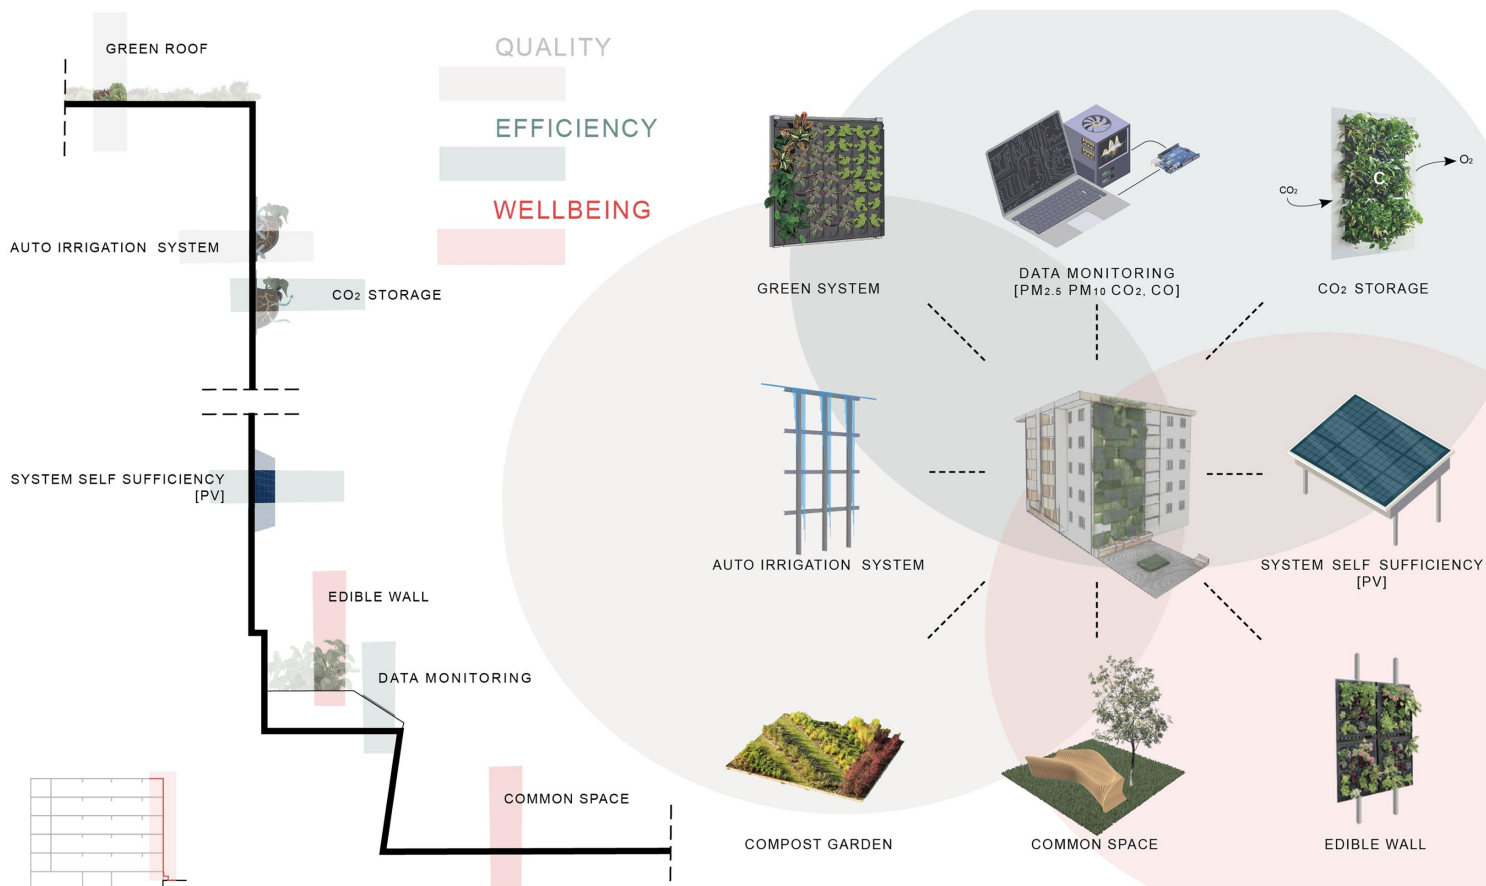 GREEN ROOF
QUALITY
EFFICIENCY
WELLBEING
AUTO IRRIGATION SYSTEM
CO₂ STORAGE
SYSTEM SELF SUFFICIENCY
[PV]
EDIBLE WALL
DATA MONITORING
COMMON SPACE
GREEN SYSTEM
DATA MONITORING
[PM2.5 PM10 CO2, CO]
CO₂
C
O₂
CO₂ STORAGE
AUTO IRRIGATION SYSTEM
SYSTEM SELF SUFFICIENCY
[PV]
COMPOST GARDEN
COMMON SPACE
EDIBLE WALL